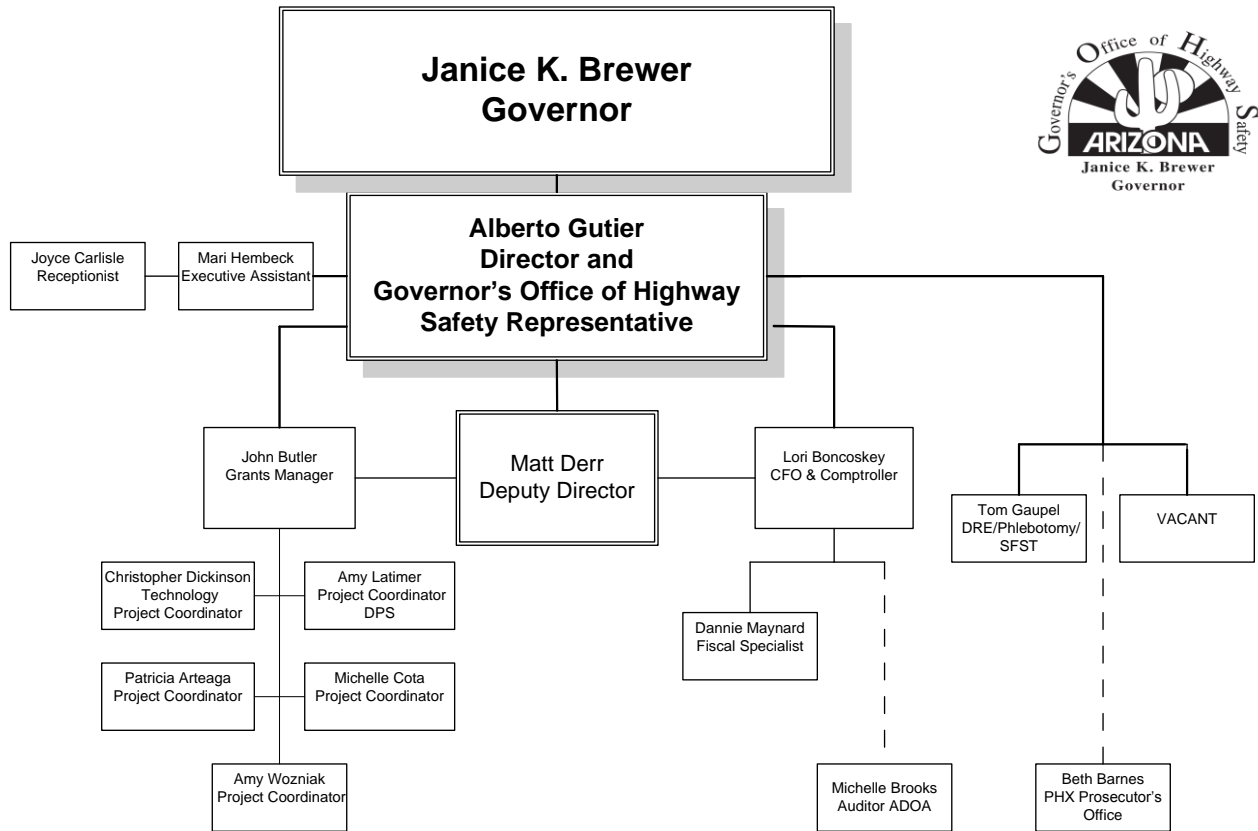 Janice K. Brewer
Governor
Governor's Office of Highway Safety
ARIZONA
Janice K. Brewer
Governor
Alberto Gutier
Director and
Governor's Office of Highway
Safety Representative
Joyce Carlisle
Receptionist
Mari Hembeck
Executive Assistant
John Butler
Grants Manager
Matt Derr
Deputy Director
Lori Boncoskey
CFO & Comptroller
Tom Gaupel
DRE/Phlebotomy/
SFST
VACANT
Christopher Dickinson
Technology
Project Coordinator
Amy Latimer
Project Coordinator
DPS
Dannie Maynard
Fiscal Specialist
Patricia Arteaga
Project Coordinator
Michelle Cota
Project Coordinator
Amy Wozniak
Project Coordinator
Michelle Brooks
Auditor ADOA
Beth Barnes
PHX Prosecutor's
Office